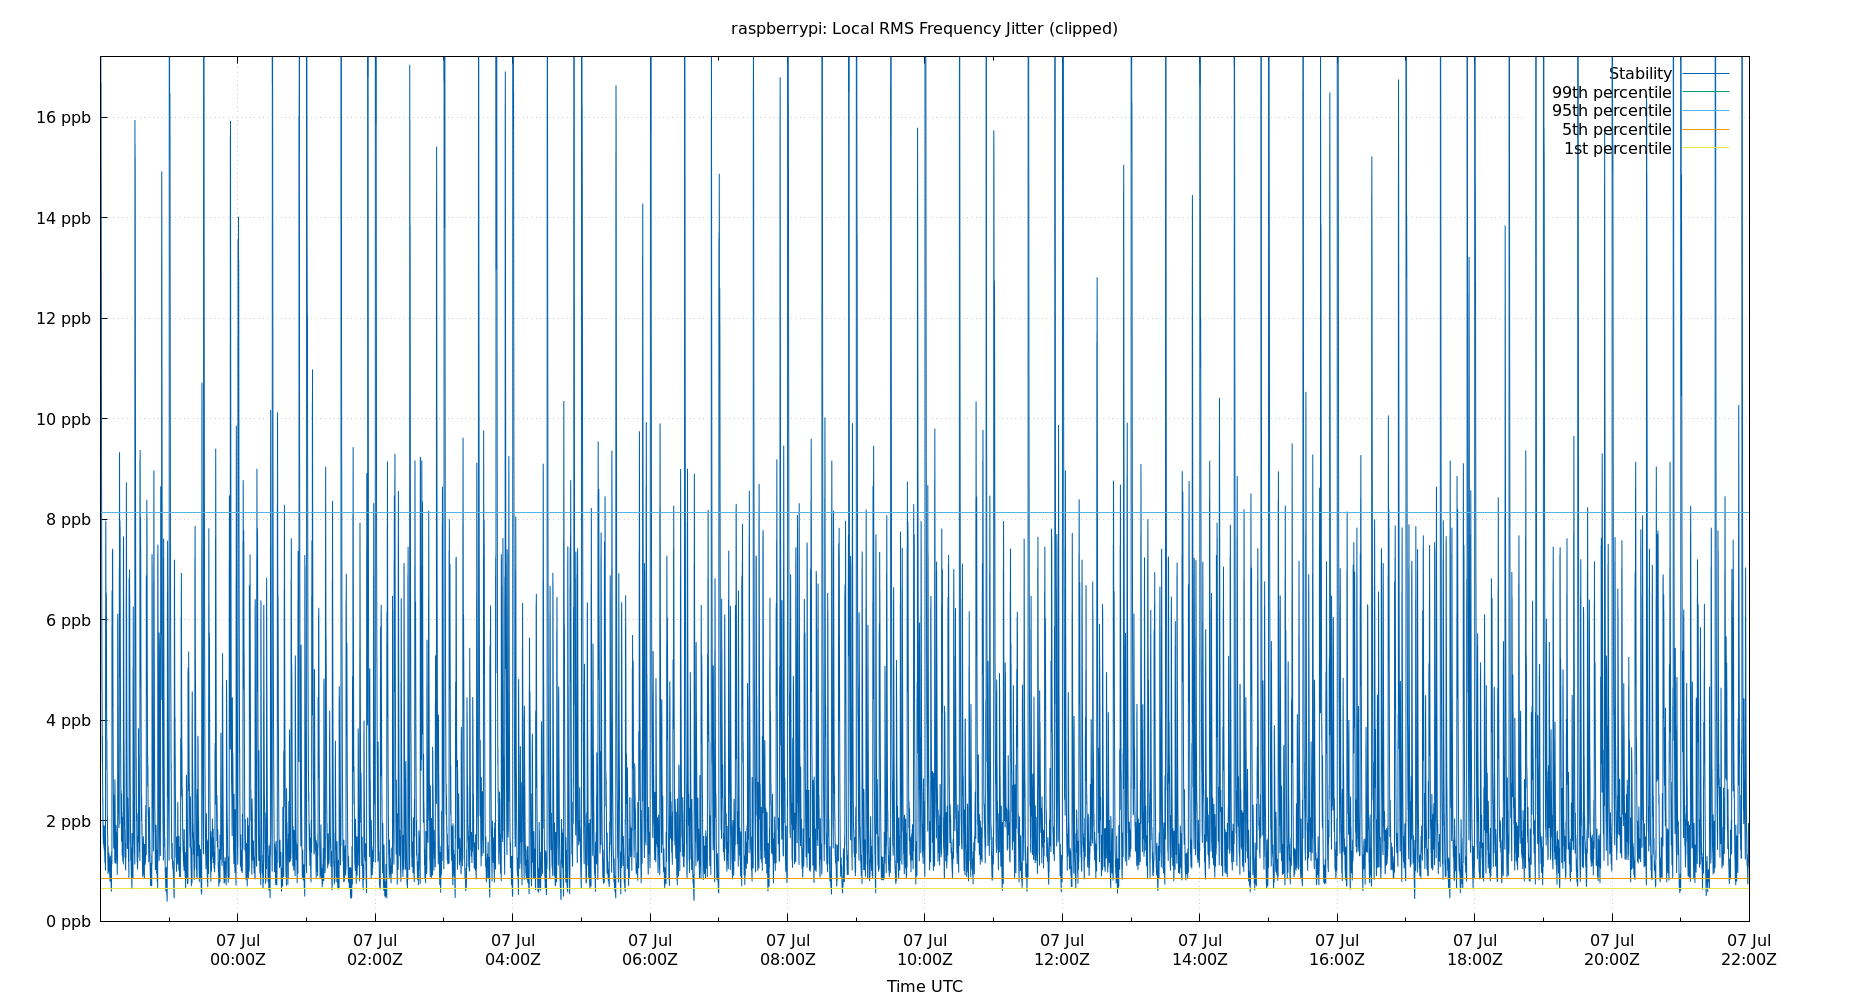 raspberrypi: Local RMS Frequency Jitter (clipped)
Stability
99th percentile
95th percentile
5th percentile
1st percentile
16 ppb
14 ppb
12 ppb
10 ppb
8 ppb
6 ppb
4 ppb
2 ppb
0 ppb
07 Jul 07 Jul 07 Jul 07 Jul 07 Jul 07 Jul 07 Jul 07 Jul 07 Jul 07 Jul 07 Jul 07 Jul
00:00Z 02:00Z 04:00Z 06:00Z 08:00Z 10:00Z 12:00Z 14:00Z 16:00Z 18:00Z 20:00Z 22:00Z
Time UTC